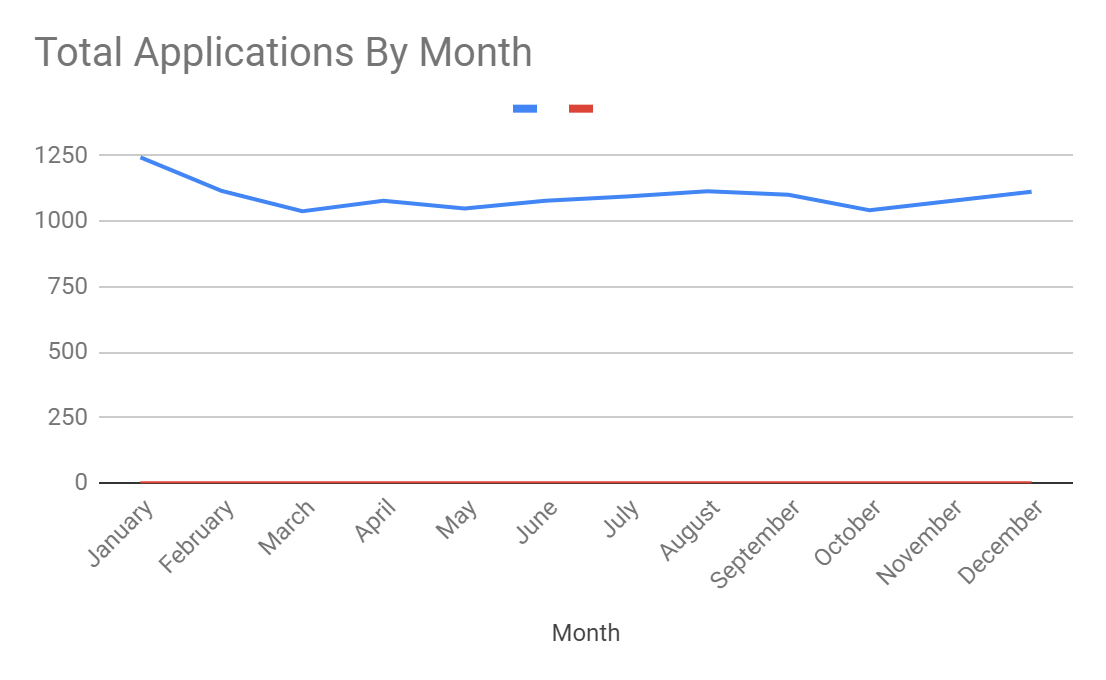 Total Applications By Month
1250
1000
750
500
250
0
January
February
March
April
May
June
July
August
September
October
November
December
Month